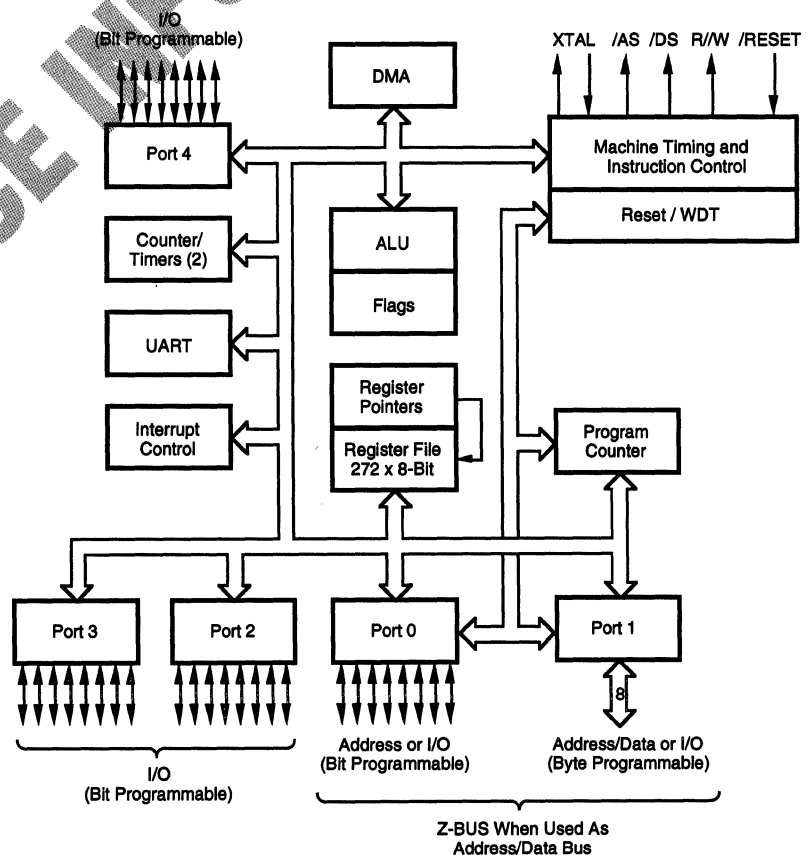 I/O
(Bit Programmable)
XTAL /AS /DS R//W /RESET
DMA
Port 4
Machine Timing and
Instruction Control
Reset / WDT
Counter/
Timers (2)
ALU
Flags
UART
Register
Pointers
Interrupt
Control
Register File
272 x 8-Bit
Program
Counter
Port 3
Port 2
Port 0
Port 1
8
I/O
(Bit Programmable)
Address or I/O
(Bit Programmable)
Address/Data or I/O
(Byte Programmable)
Z-BUS When Used As
Address/Data Bus